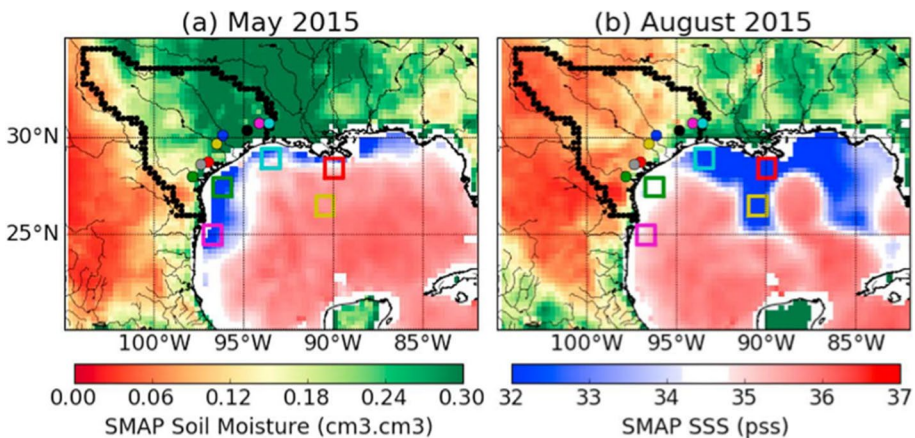 (a) May 2015
(b) August 2015
30°N
25°N
100°W 95°W 90°W 85°W
100°W 95°W 90°W 85°W
0.00 0.06 0.12 0.18 0.24 0.30
32 33 34 35 36 37
SMAP Soil Moisture (cm3.cm3)
SMAP SSS (pss)